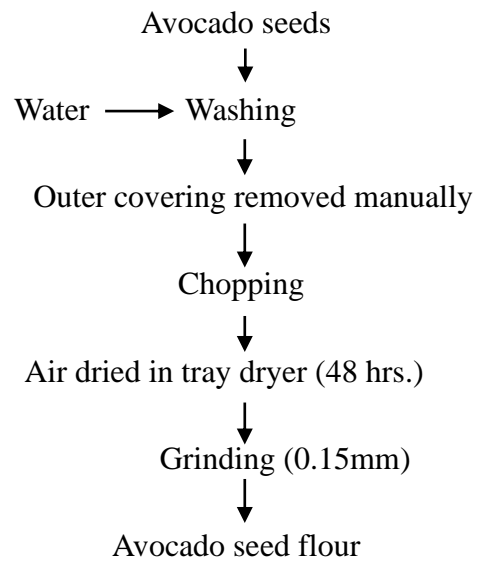 Avocado seeds
Water Washing
Outer covering removed manually
Chopping
Air dried in tray dryer (48 hrs.)
Grinding (0.15mm)
Avocado seed flour